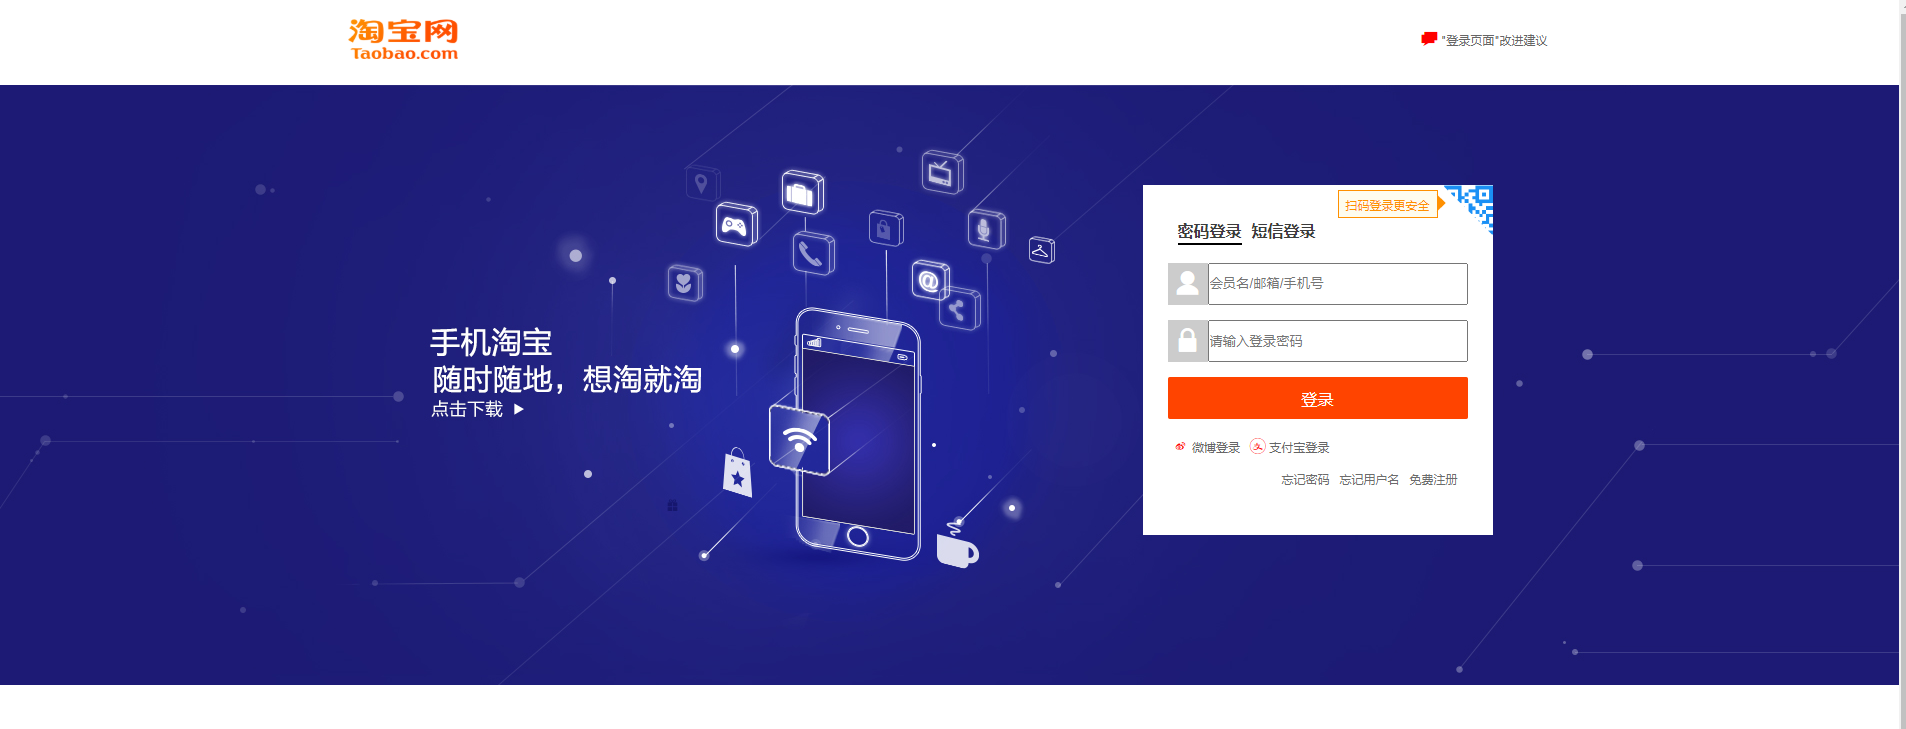 淘宝网
Taobao.com
"登录页面"改进建议
手机淘宝
随时随地，想淘就淘
点击下载
扫码登录更安全
密码登录 短信登录
会员名/邮箱/手机号
请输入登录密码
登录
微博登录 支付宝登录
忘记密码 忘记用户名 免费注册